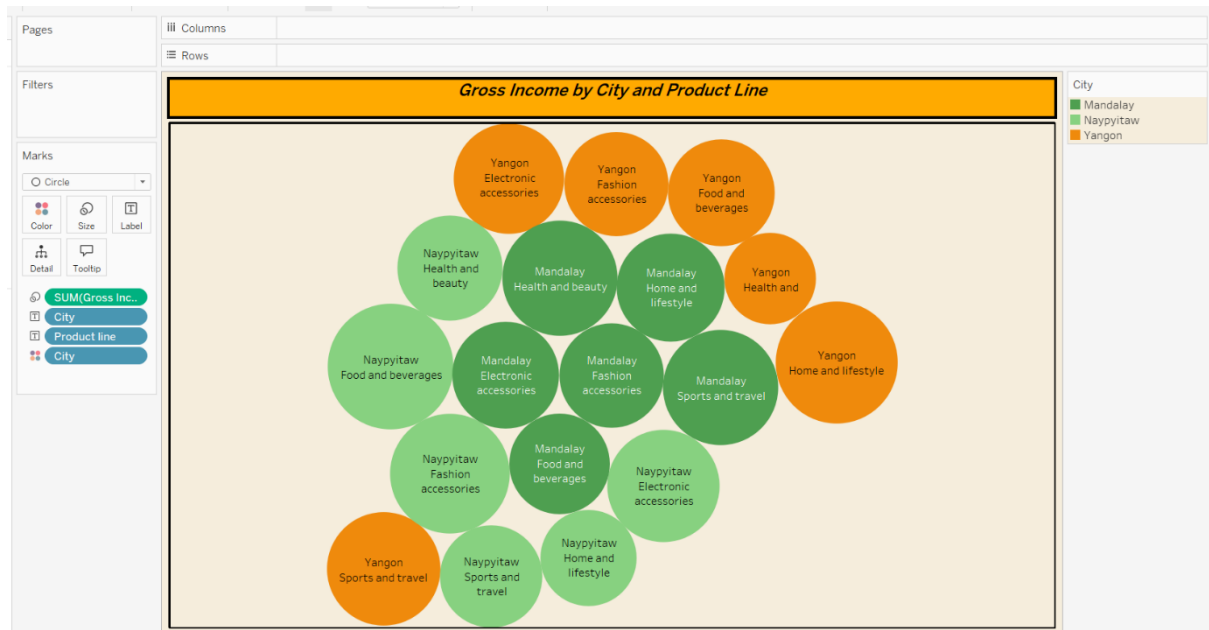 Pages
Columns
Rows
Filters
Gross Income by City and Product Line
City
Mandalay
Naypyitaw
Yangon
Marks
Circle
Color
Size
Label
Detail
Tooltip
SUM(Gross Inc..
City
Product line
City
Yangon
Electronic
accessories
Yangon
Fashion
accessories
Yangon
Food and
beverages
Naypyitaw
Health and
beauty
Mandalay
Health and beauty
Mandalay
Home and
lifestyle
Yangon
Health and
Naypyitaw
Food and beverages
Mandalay
Electronic
accessories
Mandalay
Fashion
accessories
Mandalay
Sports and travel
Yangon
Home and lifestyle
Naypyitaw
Fashion
accessories
Mandalay
Food and
beverages
Naypyitaw
Electronic
accessories
Yangon
Sports and travel
Naypyitaw
Sports and
travel
Naypyitaw
Home and
lifestyle